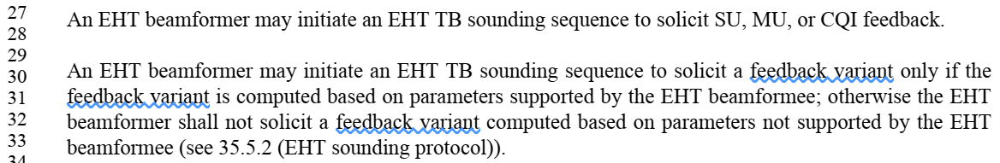 27 An EHT beamformer may initiate an EHT TB sounding sequence to solicit SU, MU, or CQI feedback.
28
29
30 An EHT beamformer may initiate an EHT TB sounding sequence to solicit a feedback variant only if the
31 feedback variant is computed based on parameters supported by the EHT beamformee; otherwise the EHT
32 beamformer shall not solicit a feedback variant computed based on parameters not supported by the EHT
33 beamformee (see 35.5.2 (EHT sounding protocol)).
34